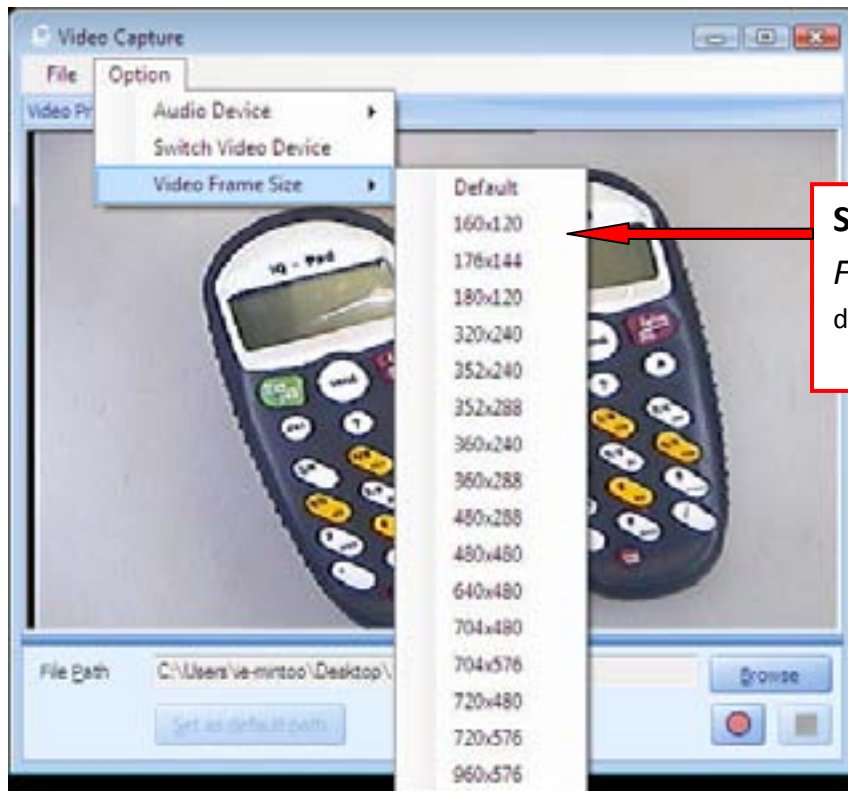 Video Capture
File Option
Video Pr
Audio Device
Switch Video Device
Video Frame Size
Default
160x120
176x144
180x120
320x240
352x240
352x288
360x240
360x288
480x288
480x480
640x480
704x480
704x576
720x480
720x576
960x576
S
F
d
IQ - Pad
send
File Path C:\Users\ie-mintoo\Desktop\ Browse
Set as default path